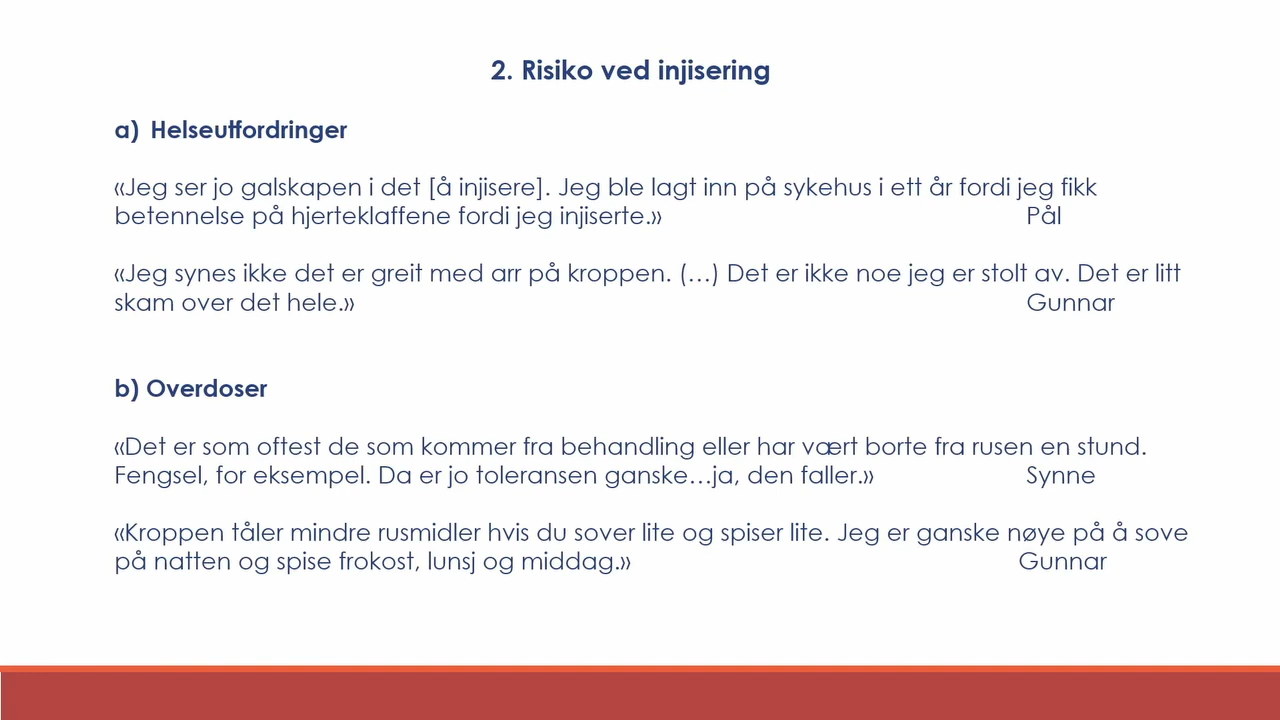 2. Risiko ved injisering
a) Helseutfordringer
«Jeg ser jo galskapen i det [å injisere]. Jeg ble lagt inn på sykehus i ett år fordi jeg fikk
betennelse på hjerteklaffene fordi jeg injiserte.» Pål
«Jeg synes ikke det er greit med arr på kroppen. (…) Det er ikke noe jeg er stolt av. Det er litt
skam over det hele.» Gunnar
b) Overdoser
«Det er som oftest de som kommer fra behandling eller har vært borte fra rusen en stund.
Fengsel, for eksempel. Da er jo toleransen ganske…ja, den faller.» Synne
«Kroppen tåler mindre rusmidler hvis du sover lite og spiser lite. Jeg er ganske nøye på å sove
på natten og spise frokost, lunsj og middag.» Gunnar